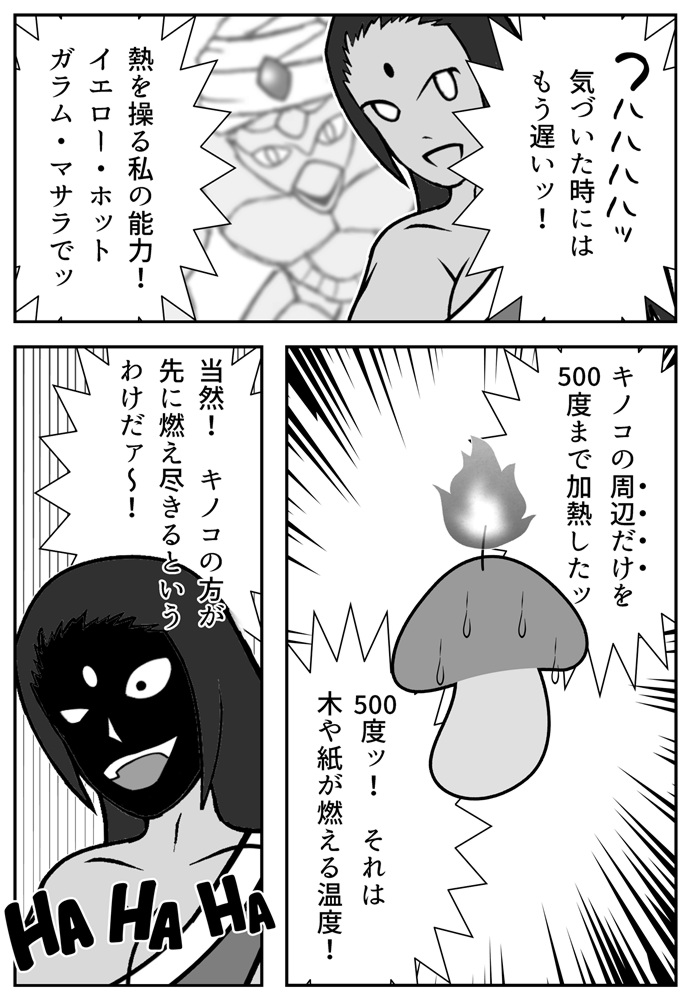 フハハハハッ
気づいた時には
もう遅いッ！
熱を操る私の能力！
イエロー・ホット
ガラム・マサラでッ
キノコの周辺だけを
500度まで加熱したッ
500度ッ！　それは
木や紙が燃える温度！
当然！　キノコの方が
先に燃え尽きるという
わけだァ～！
HA HA HA